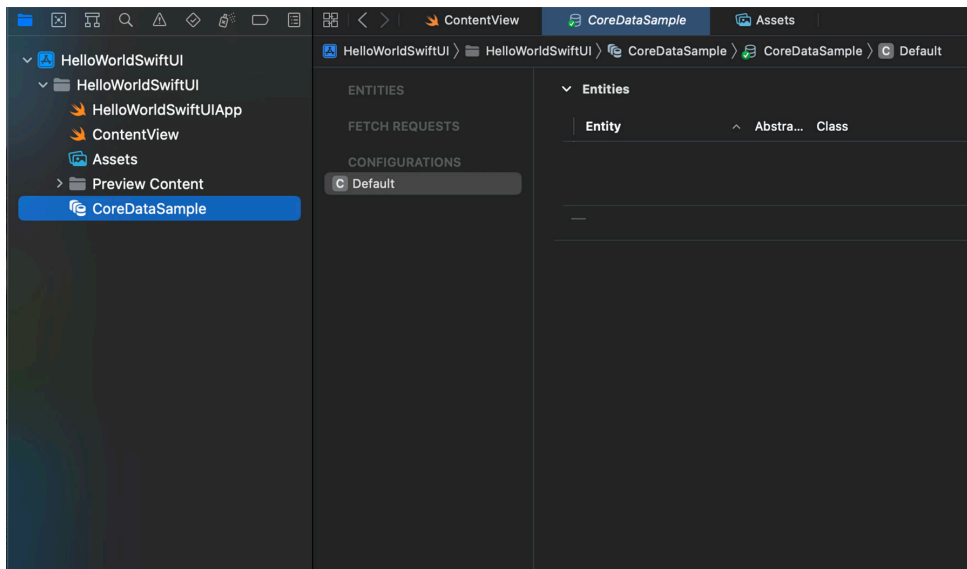 ContentView
CoreDataSample
Assets
HelloWorldSwiftUI
HelloWorldSwiftUI
HelloWorldSwiftUIApp
ContentView
Assets
Preview Content
CoreDataSample
HelloWorldSwiftUI 〉 HelloWorldSwiftUI 〉 CoreDataSample 〉 CoreDataSample 〉 C Default
ENTITIES
FETCH REQUESTS
CONFIGURATIONS
C Default
Entities
Entity Abstra... Class